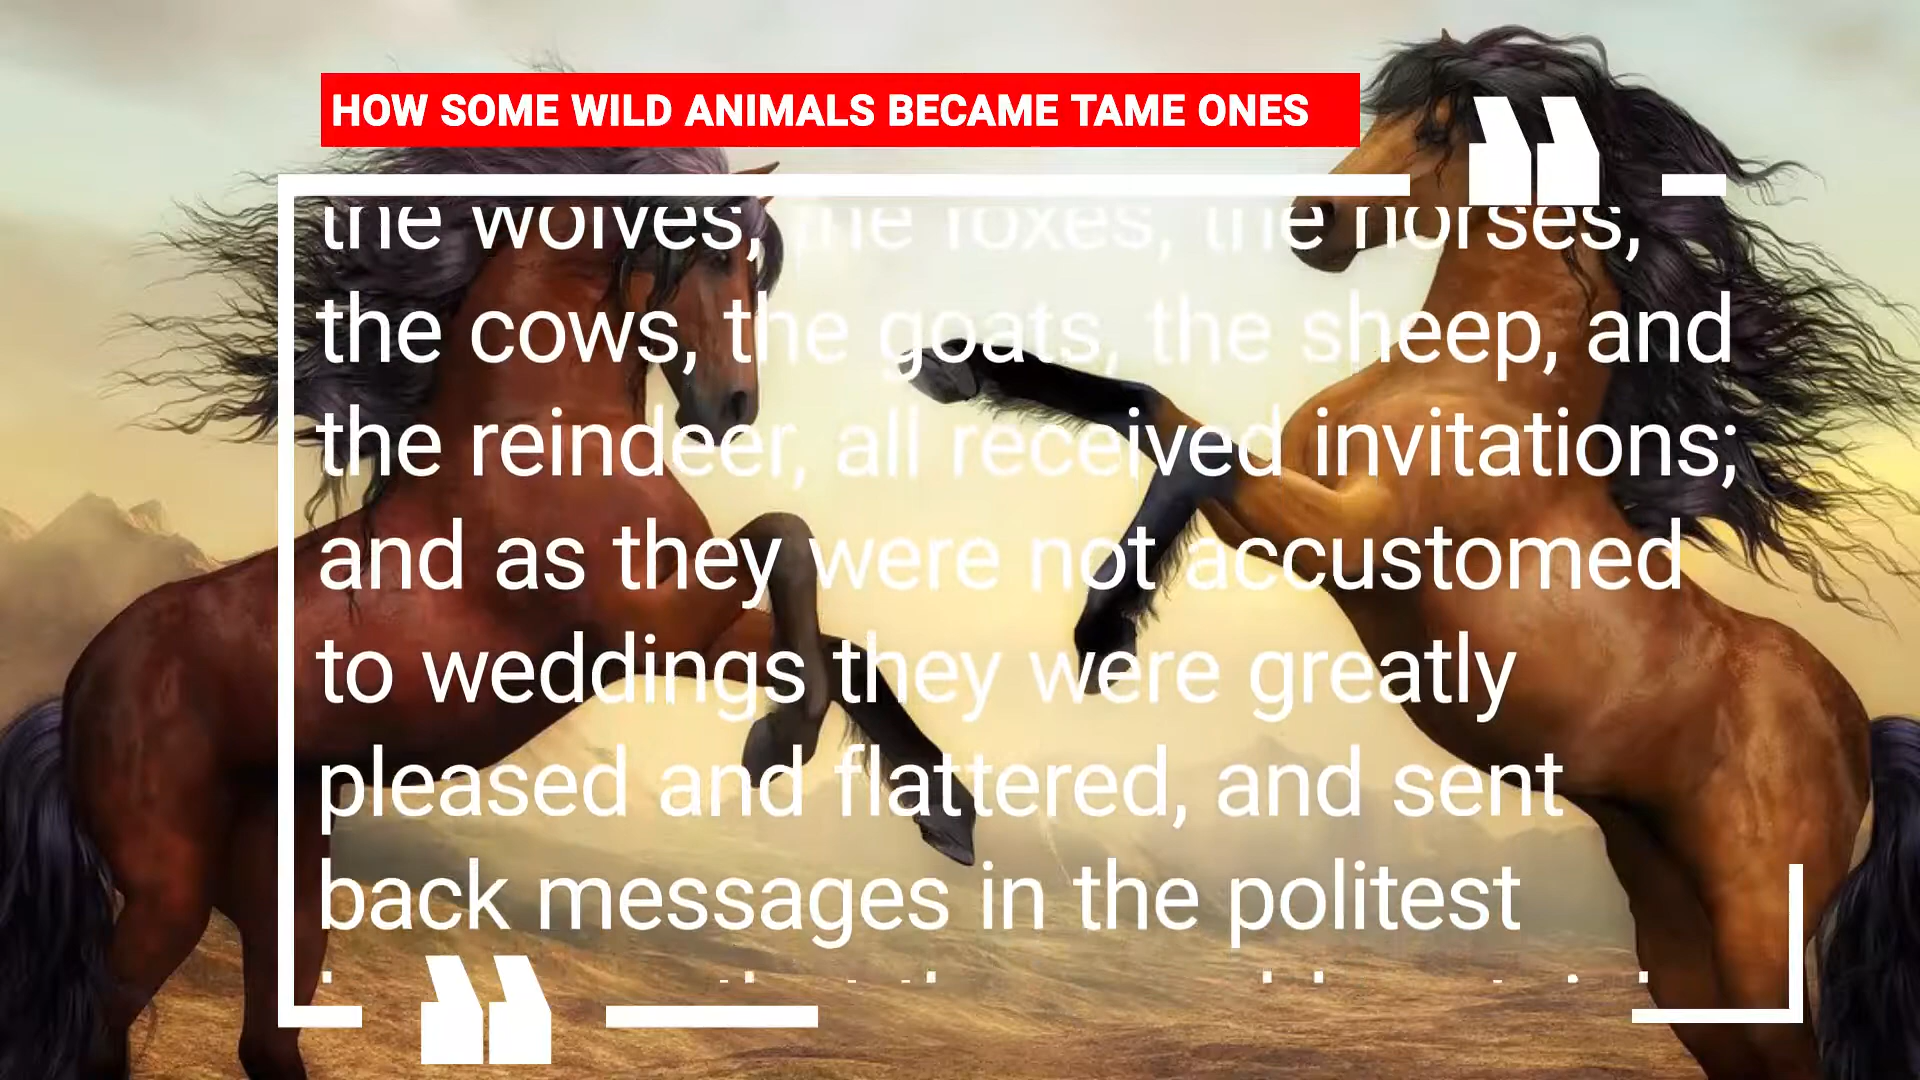 HOW SOME WILD ANIMALS BECAME TAME ONES
the wolves, the foxes, the horses,
the cows, the goats, the sheep, and
the reindeer, all received invitations;
and as they were not accustomed
to weddings they were greatly
pleased and flattered, and sent
back messages in the politest